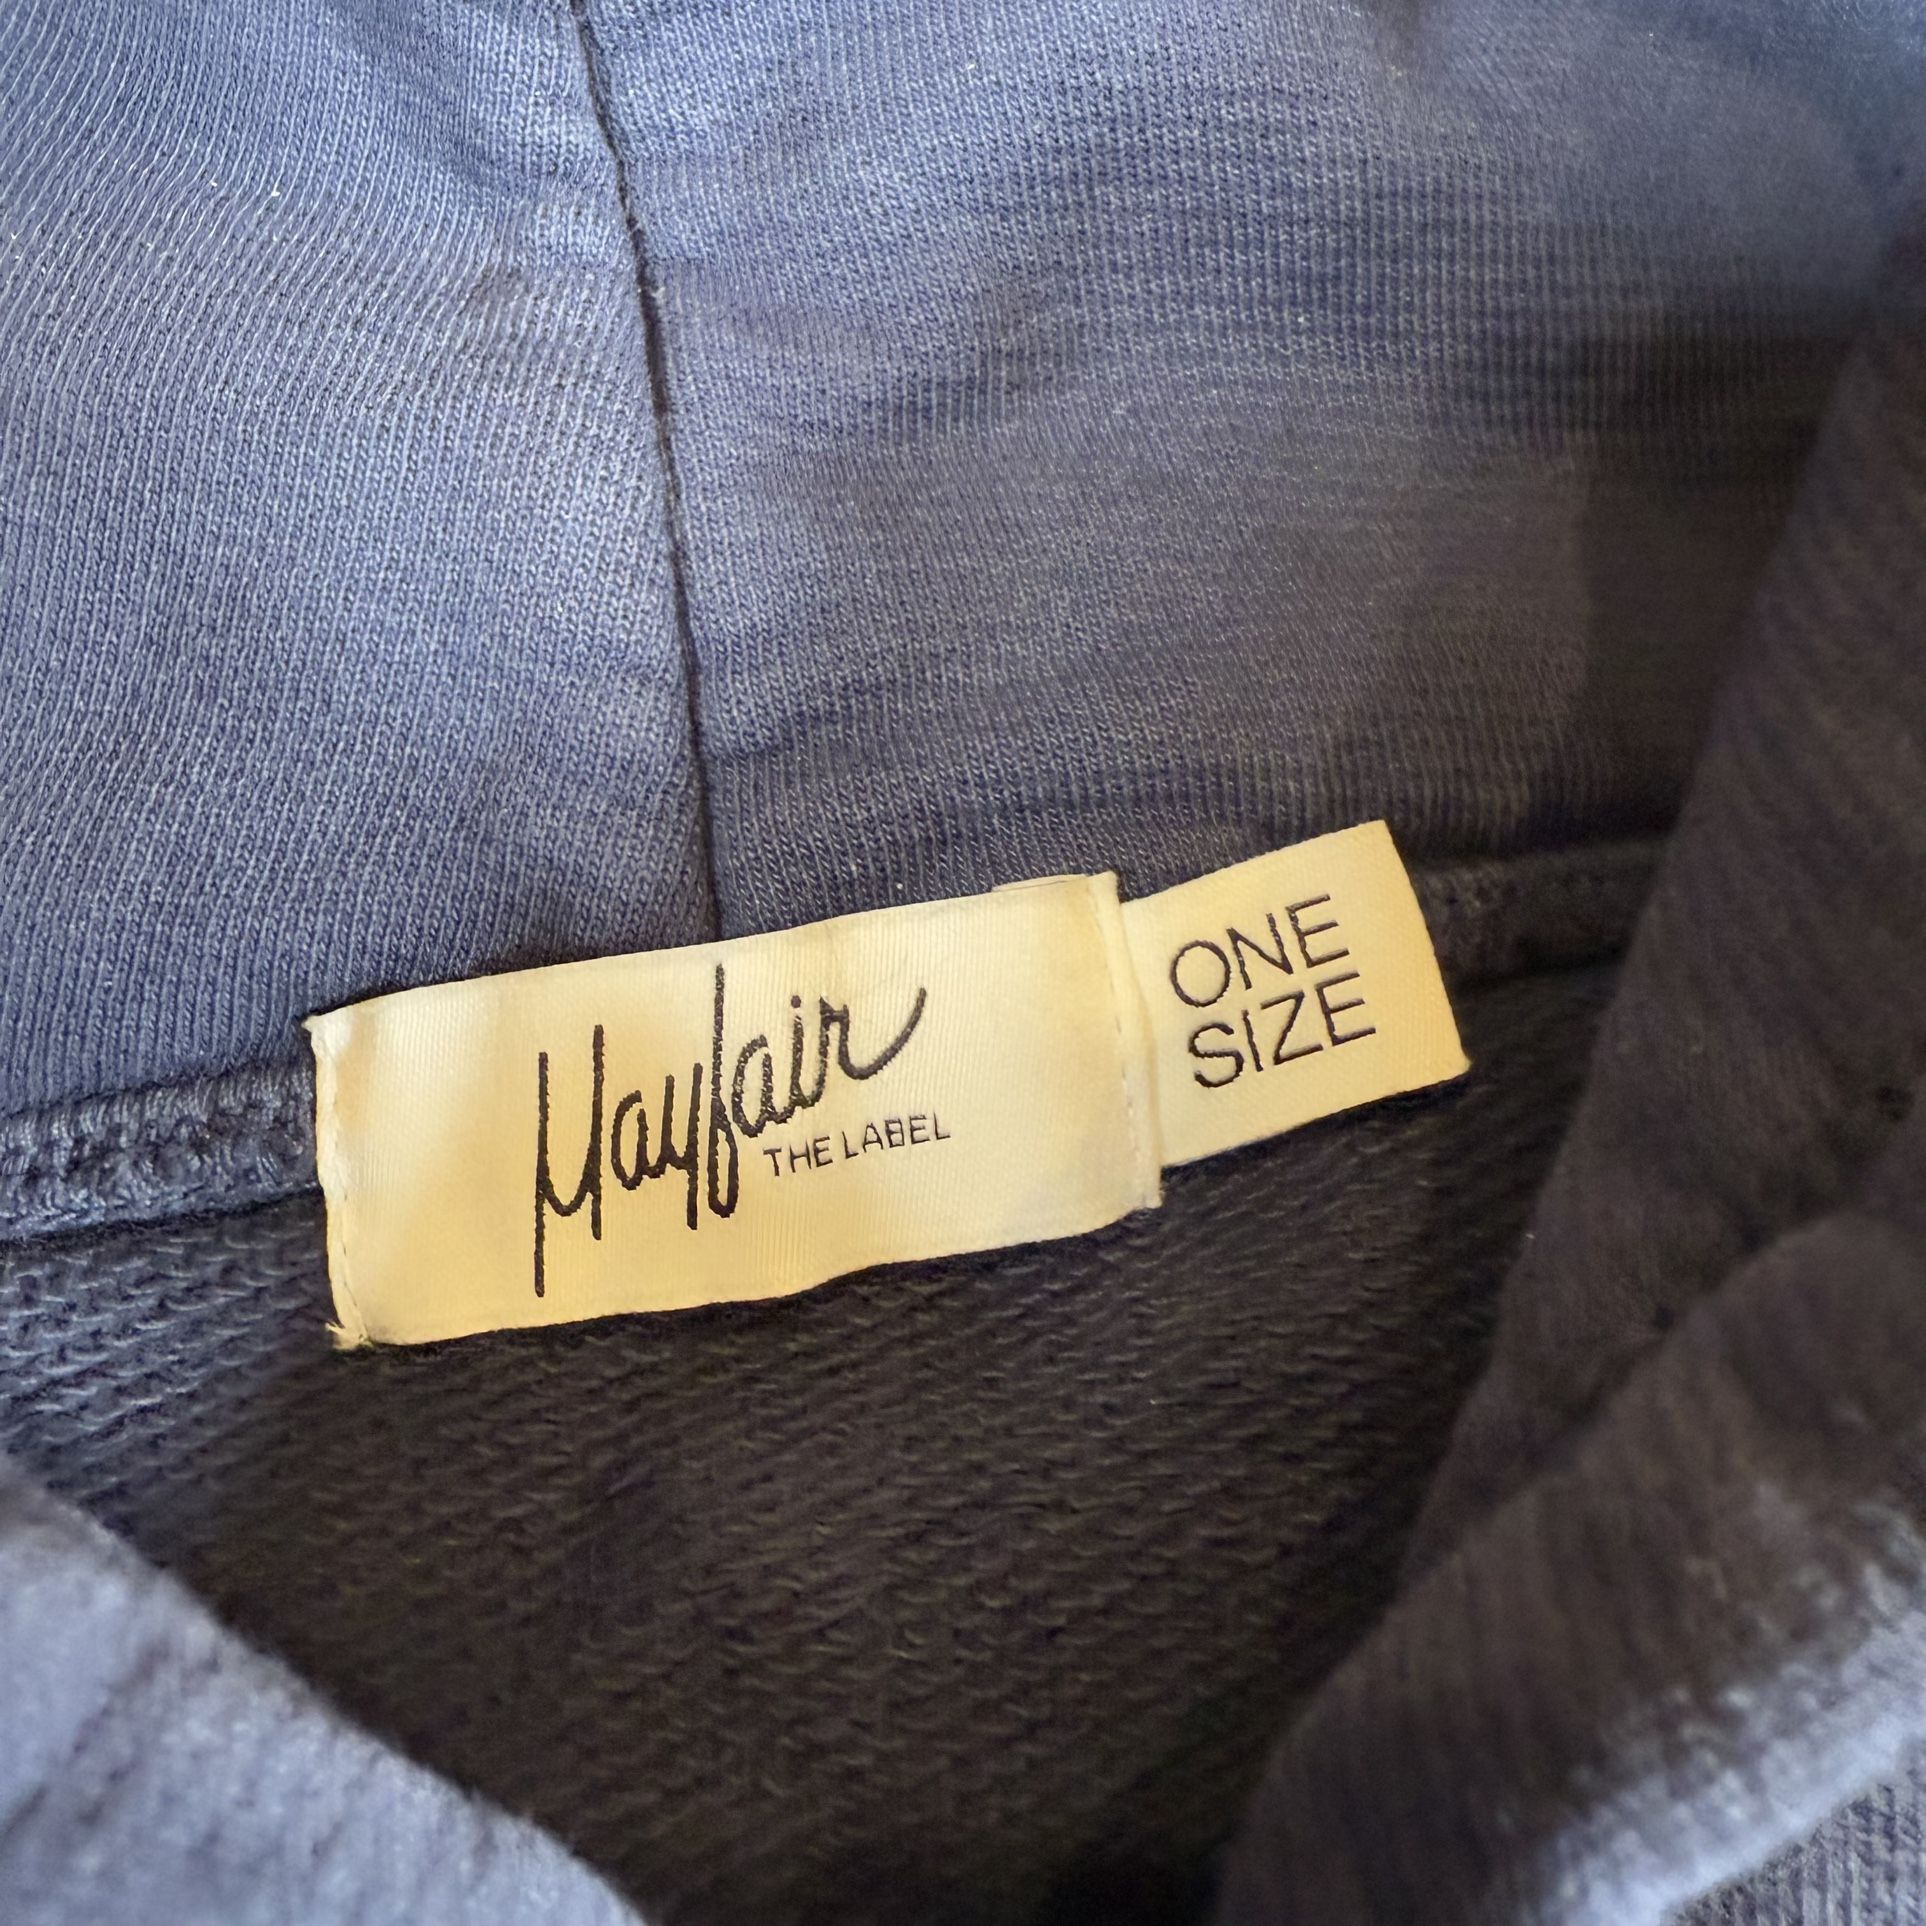 Mayfair
THE LABEL
ONE
SIZE